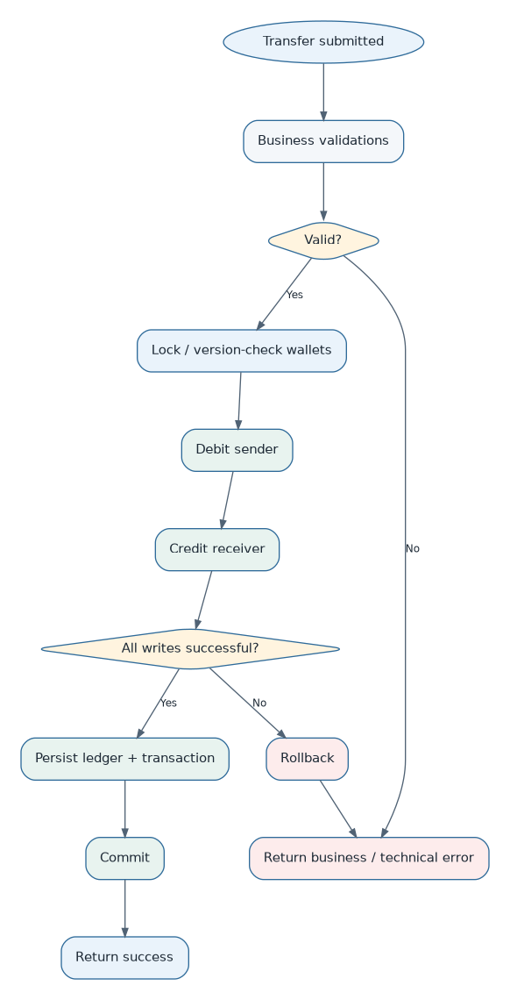 Transfer submitted
Business validations
Valid?
Yes
Lock / version-check wallets
Debit sender
Credit receiver
No
All writes successful?
Yes
No
Persist ledger + transaction
Rollback
Commit
Return business / technical error
Return success